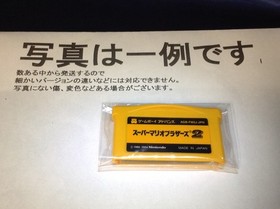 写真は一例です
数ある中から発送するので
細かいバージョンの違いなどには対応できません。
写真にない傷、変色などある場合がございます。
ゲームボーイアドバンス
スーパーマリオブラザーズ2
MADE IN JAPAN